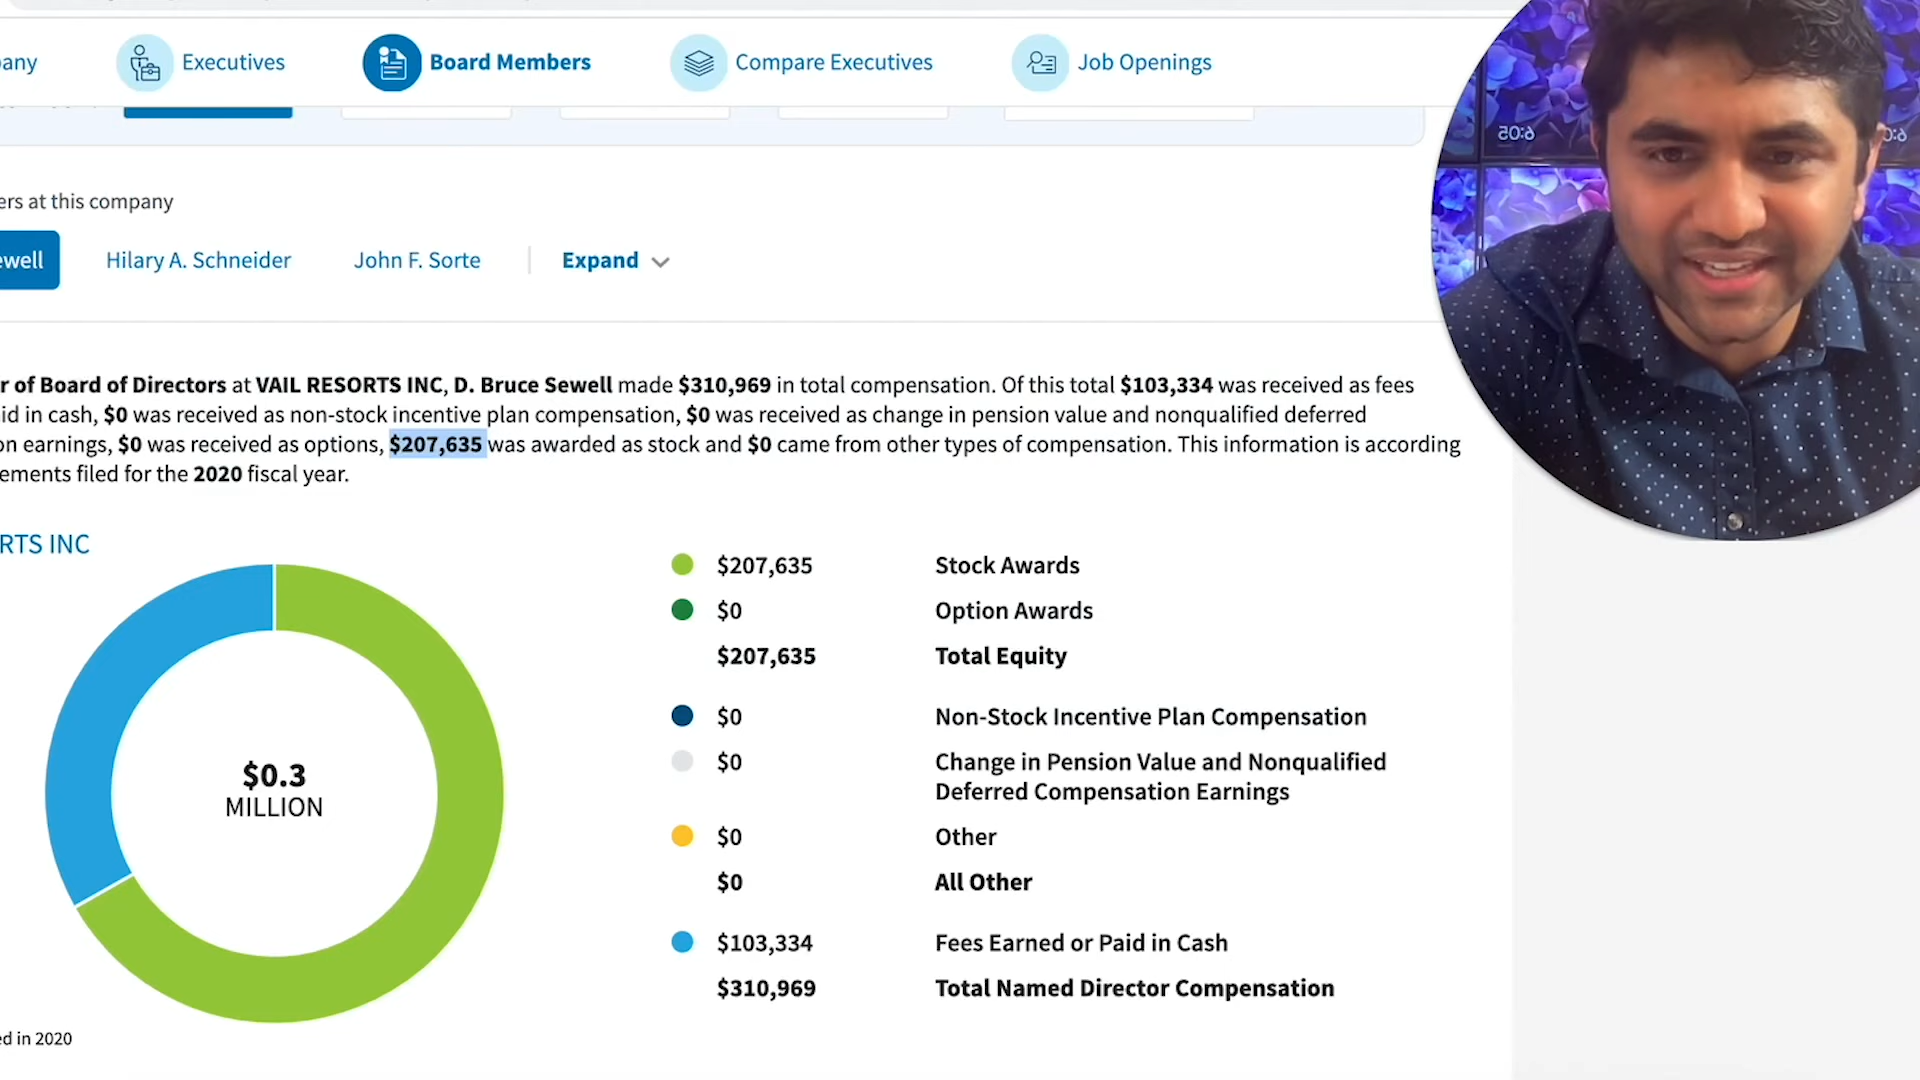 any
Executives
Board Members
Compare Executives
Job Openings
ers at this company
ewell
Hilary A. Schneider
John F. Sorte
Expand
r of Board of Directors at VAIL RESORTS INC, D. Bruce Sewell made $310,969 in total compensation. Of this total $103,334 was received as fees
id in cash, $0 was received as non-stock incentive plan compensation, $0 was received as change in pension value and nonqualified deferred
on earnings, $0 was received as options, $207,635 was awarded as stock and $0 came from other types of compensation. This information is according
ements filed for the 2020 fiscal year.
RTS INC
$0.3
MILLION
$207,635 Stock Awards
$0 Option Awards
$207,635 Total Equity
$0 Non-Stock Incentive Plan Compensation
$0 Change in Pension Value and Nonqualified
Deferred Compensation Earnings
$0 Other
$0 All Other
$103,334 Fees Earned or Paid in Cash
$310,969 Total Named Director Compensation
ed in 2020